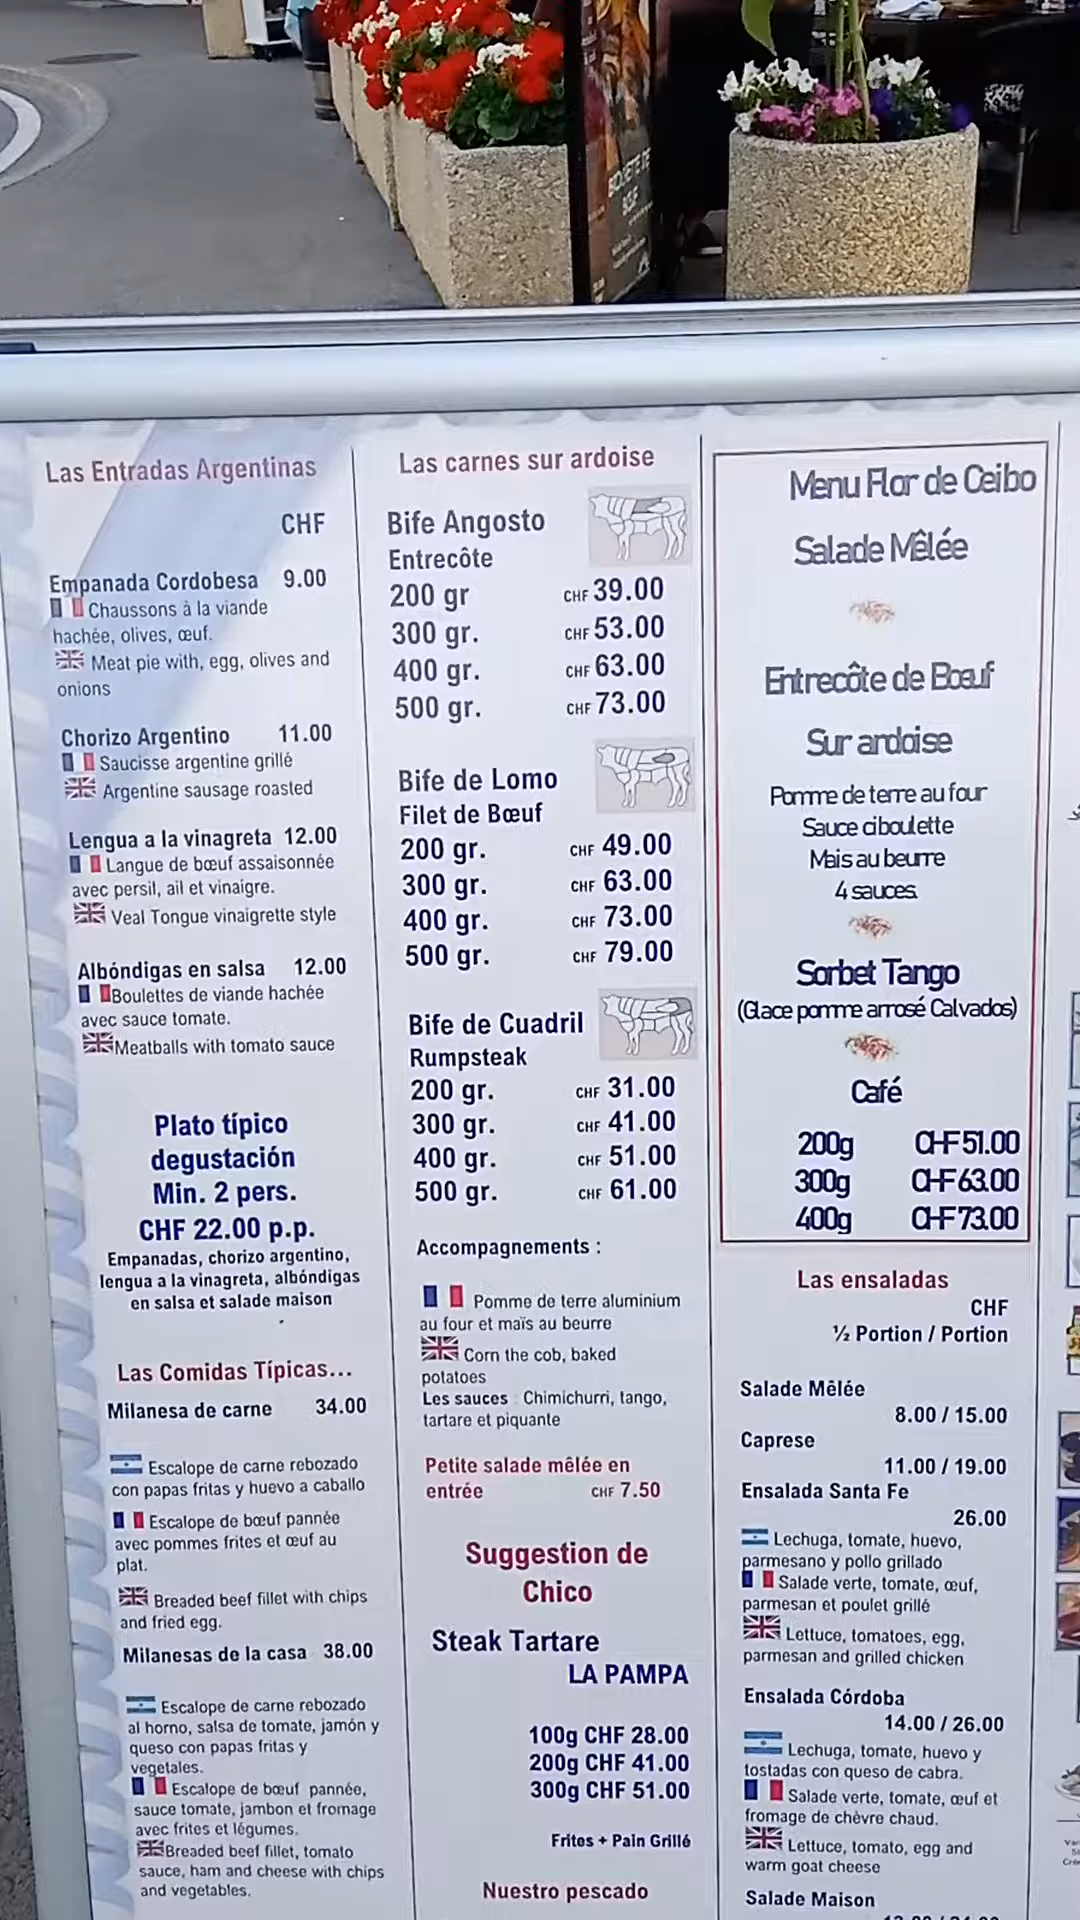 BŒUF
Las Entradas Argentinas
CHF
Empanada Cordobesa 9.00
Chaussons à la viande
hachée, olives, œuf.
Meat pie with, egg, olives and
onions
Chorizo Argentino 11.00
Saucisse argentine grillé
Argentine sausage roasted
Lengua a la vinagreta 12.00
Langue de bœuf assaisonnée
avec persil, ail et vinaigre.
Veal Tongue vinaigrette style
Albóndigas en salsa 12.00
Boulettes de viande hachée
avec sauce tomate.
Meatballs with tomato sauce
Plato típico
degustación
Min. 2 pers.
CHF 22.00 p.p.
Empanadas, chorizo argentino,
lengua a la vinagreta, albóndigas
en salsa et salade maison
Las Comidas Típicas...
Milanesa de carne 34.00
Escalope de carne rebozado
con papas fritas y huevo a caballo
Escalope de bœuf pannée
avec pommes frites et œuf au
plat.
Breaded beef fillet with chips
and fried egg.
Milanesas de la casa 38.00
Escalope de carne rebozado
al horno, salsa de tomate, jamón y
queso con papas fritas y
vegetales.
Escalope de bœuf pannée,
sauce tomate, jambon et fromage
avec frites et légumes.
Breaded beef fillet, tomato
sauce, ham and cheese with chips
and vegetables.
Las carnes sur ardoise
Bife Angosto
Entrecôte
200 gr CHF 39.00
300 gr. CHF 53.00
400 gr. CHF 63.00
500 gr. CHF 73.00
Bife de Lomo
Filet de Bœuf
200 gr. CHF 49.00
300 gr. CHF 63.00
400 gr. CHF 73.00
500 gr. CHF 79.00
Bife de Cuadril
Rumpsteak
200 gr. CHF 31.00
300 gr. CHF 41.00
400 gr. CHF 51.00
500 gr. CHF 61.00
Accompagnements :
Pomme de terre aluminium
au four et maïs au beurre
Corn the cob, baked
potatoes
Les sauces : Chimichurri, tango,
tartare et piquante
Petite salade mêlée en
entrée CHF 7.50
Suggestion de
Chico
Steak Tartare
LA PAMPA
100g CHF 28.00
200g CHF 41.00
300g CHF 51.00
Frites + Pain Grillé
Nuestro pescado
Menu Flor de Ceibo
Salade Mêlée
Entrecôte de Bœuf
Sur ardoise
Pomme de terre au four
Sauce ciboulette
Mais au beurre
4 sauces.
Sorbet Tango
(Glace pomme arrosé Calvados)
Café
200g CHF 51.00
300g CHF 63.00
400g CHF 73.00
Las ensaladas
CHF
½ Portion / Portion
Salade Mêlée
8.00 / 15.00
Caprese
11.00 / 19.00
Ensalada Santa Fe
26.00
Lechuga, tomate, huevo,
parmesano y pollo grillado
Salade verte, tomate, œuf,
parmesan et poulet grillé
Lettuce, tomatoes, egg,
parmesan and grilled chicken
Ensalada Córdoba
14.00 / 26.00
Lechuga, tomate, huevo y
tostadas con queso de cabra.
Salade verte, tomate, œuf et
fromage de chèvre chaud.
Lettuce, tomato, egg and
warm goat cheese
Salade Maison